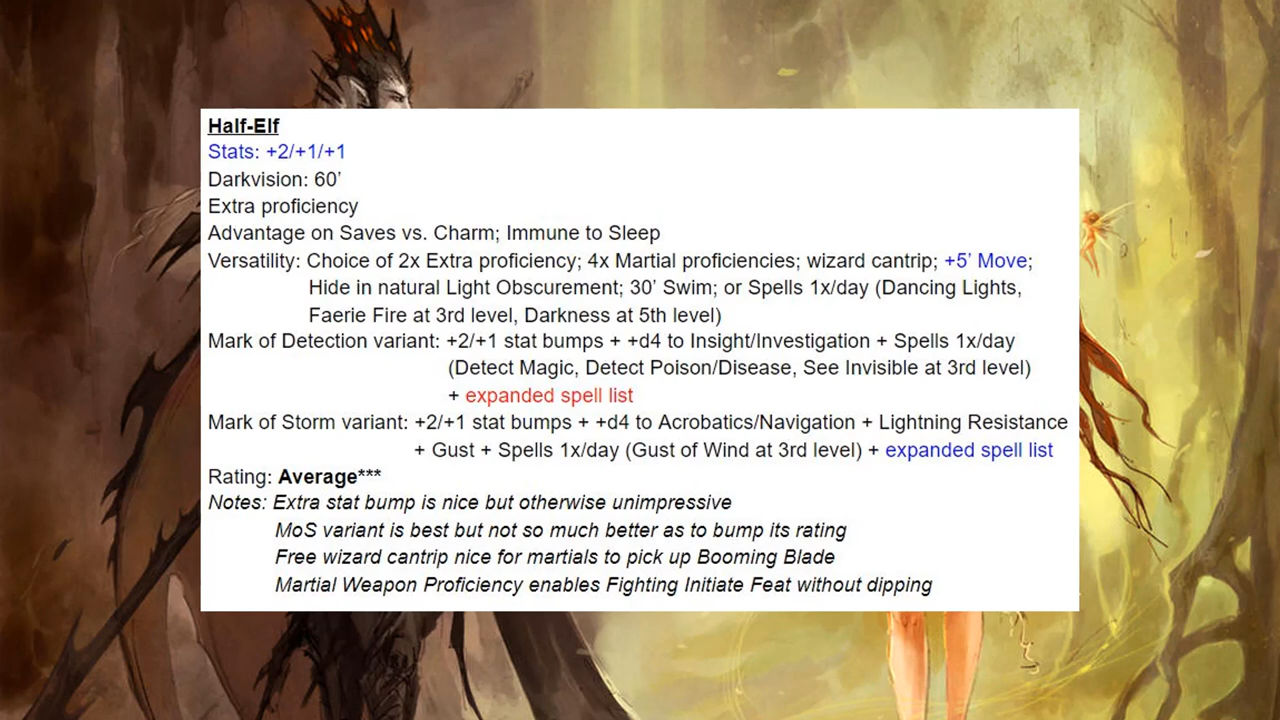 Half-Elf
Stats: +2/+1/+1
Darkvision: 60’
Extra proficiency
Advantage on Saves vs. Charm; Immune to Sleep
Versatility: Choice of 2x Extra proficiency; 4x Martial proficiencies; wizard cantrip; +5’ Move;
Hide in natural Light Obscurement; 30’ Swim; or Spells 1x/day (Dancing Lights,
Faerie Fire at 3rd level, Darkness at 5th level)
Mark of Detection variant: +2/+1 stat bumps + +d4 to Insight/Investigation + Spells 1x/day
(Detect Magic, Detect Poison/Disease, See Invisible at 3rd level)
+ expanded spell list
Mark of Storm variant: +2/+1 stat bumps + +d4 to Acrobatics/Navigation + Lightning Resistance
+ Gust + Spells 1x/day (Gust of Wind at 3rd level) + expanded spell list
Rating: Average***
Notes: Extra stat bump is nice but otherwise unimpressive
MoS variant is best but not so much better as to bump its rating
Free wizard cantrip nice for martials to pick up Booming Blade
Martial Weapon Proficiency enables Fighting Initiate Feat without dipping